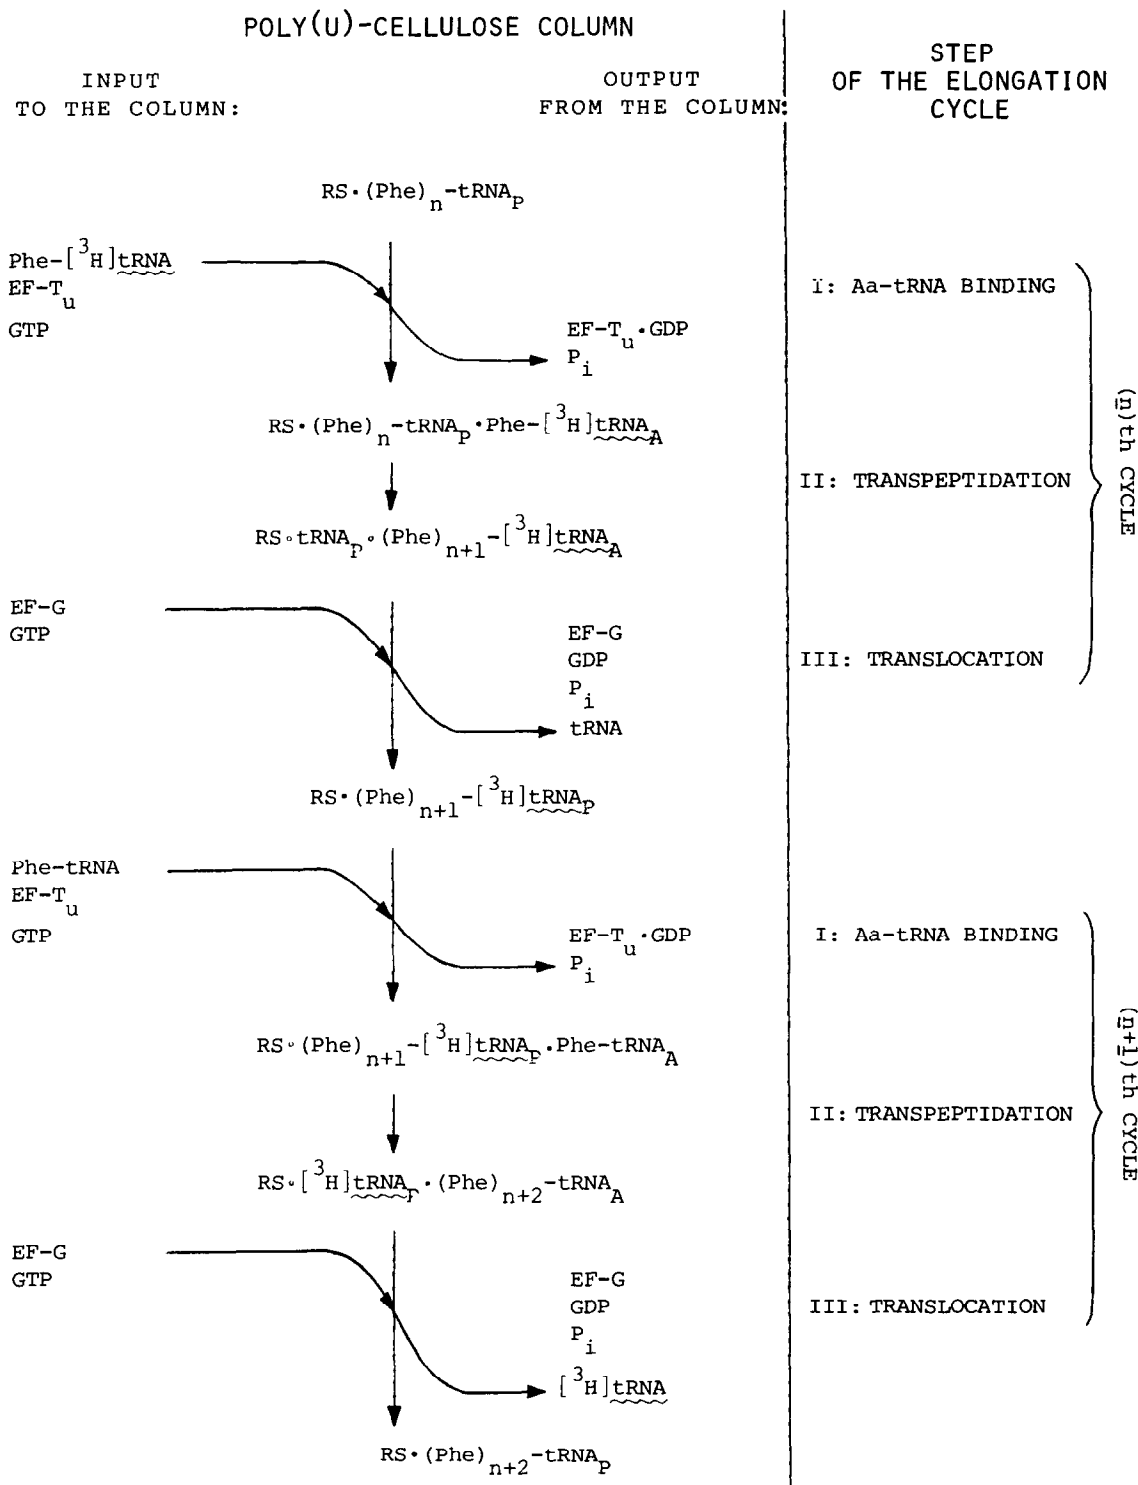 POLY(U)-CELLULOSE COLUMN
INPUT
TO THE COLUMN:
OUTPUT
FROM THE COLUMN:
STEP
OF THE ELONGATION
CYCLE
RS·(Phe)n-tRNAP
Phe-[3H]tRNA
EF-Tu
GTP
I: Aa-tRNA BINDING
EF-Tu·GDP
Pi
RS·(Phe)n-tRNAP·Phe-[3H]tRNAA
II: TRANSPEPTIDATION
(n)th CYCLE
RS·tRNAP·(Phe)n+1-[3H]tRNAA
EF-G
GTP
EF-G
GDP
Pi
tRNA
III: TRANSLOCATION
RS·(Phe)n+1-[3H]tRNAP
Phe-tRNA
EF-Tu
GTP
EF-Tu·GDP
Pi
I: Aa-tRNA BINDING
RS·(Phe)n+1-[3H]tRNAP·Phe-tRNAA
II: TRANSPEPTIDATION
(n+1)th CYCLE
RS·[3H]tRNAP·(Phe)n+2-tRNAA
EF-G
GTP
EF-G
GDP
Pi
[3H]tRNA
III: TRANSLOCATION
RS·(Phe)n+2-tRNAP